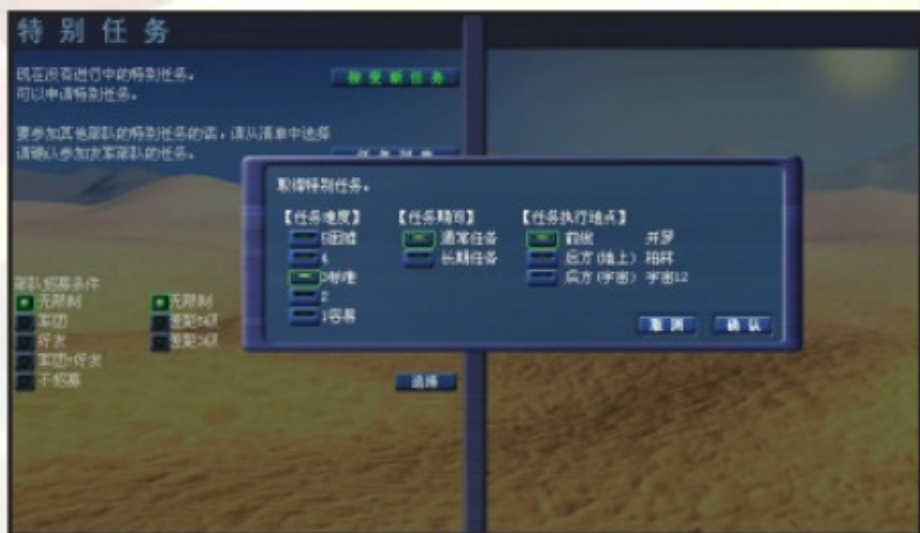 特别任务
现在没有进行中的特别任务。
可以申请特别任务。
接受新任务
要参加其他部队的特别任务的话，请从清单中选择
请确认参加友军部队的任务。
取得特别任务。
【任务难度】
5困难
4
3标准
2
1容易
【任务期间】
通常任务
长期任务
【任务执行地点】
前线
后方(地上) 柏林
后方(宇宙) 宇宙12
取消
确认
部队招募条件
无限制
军团
好友
军团+好友
不招募
无限制
选择